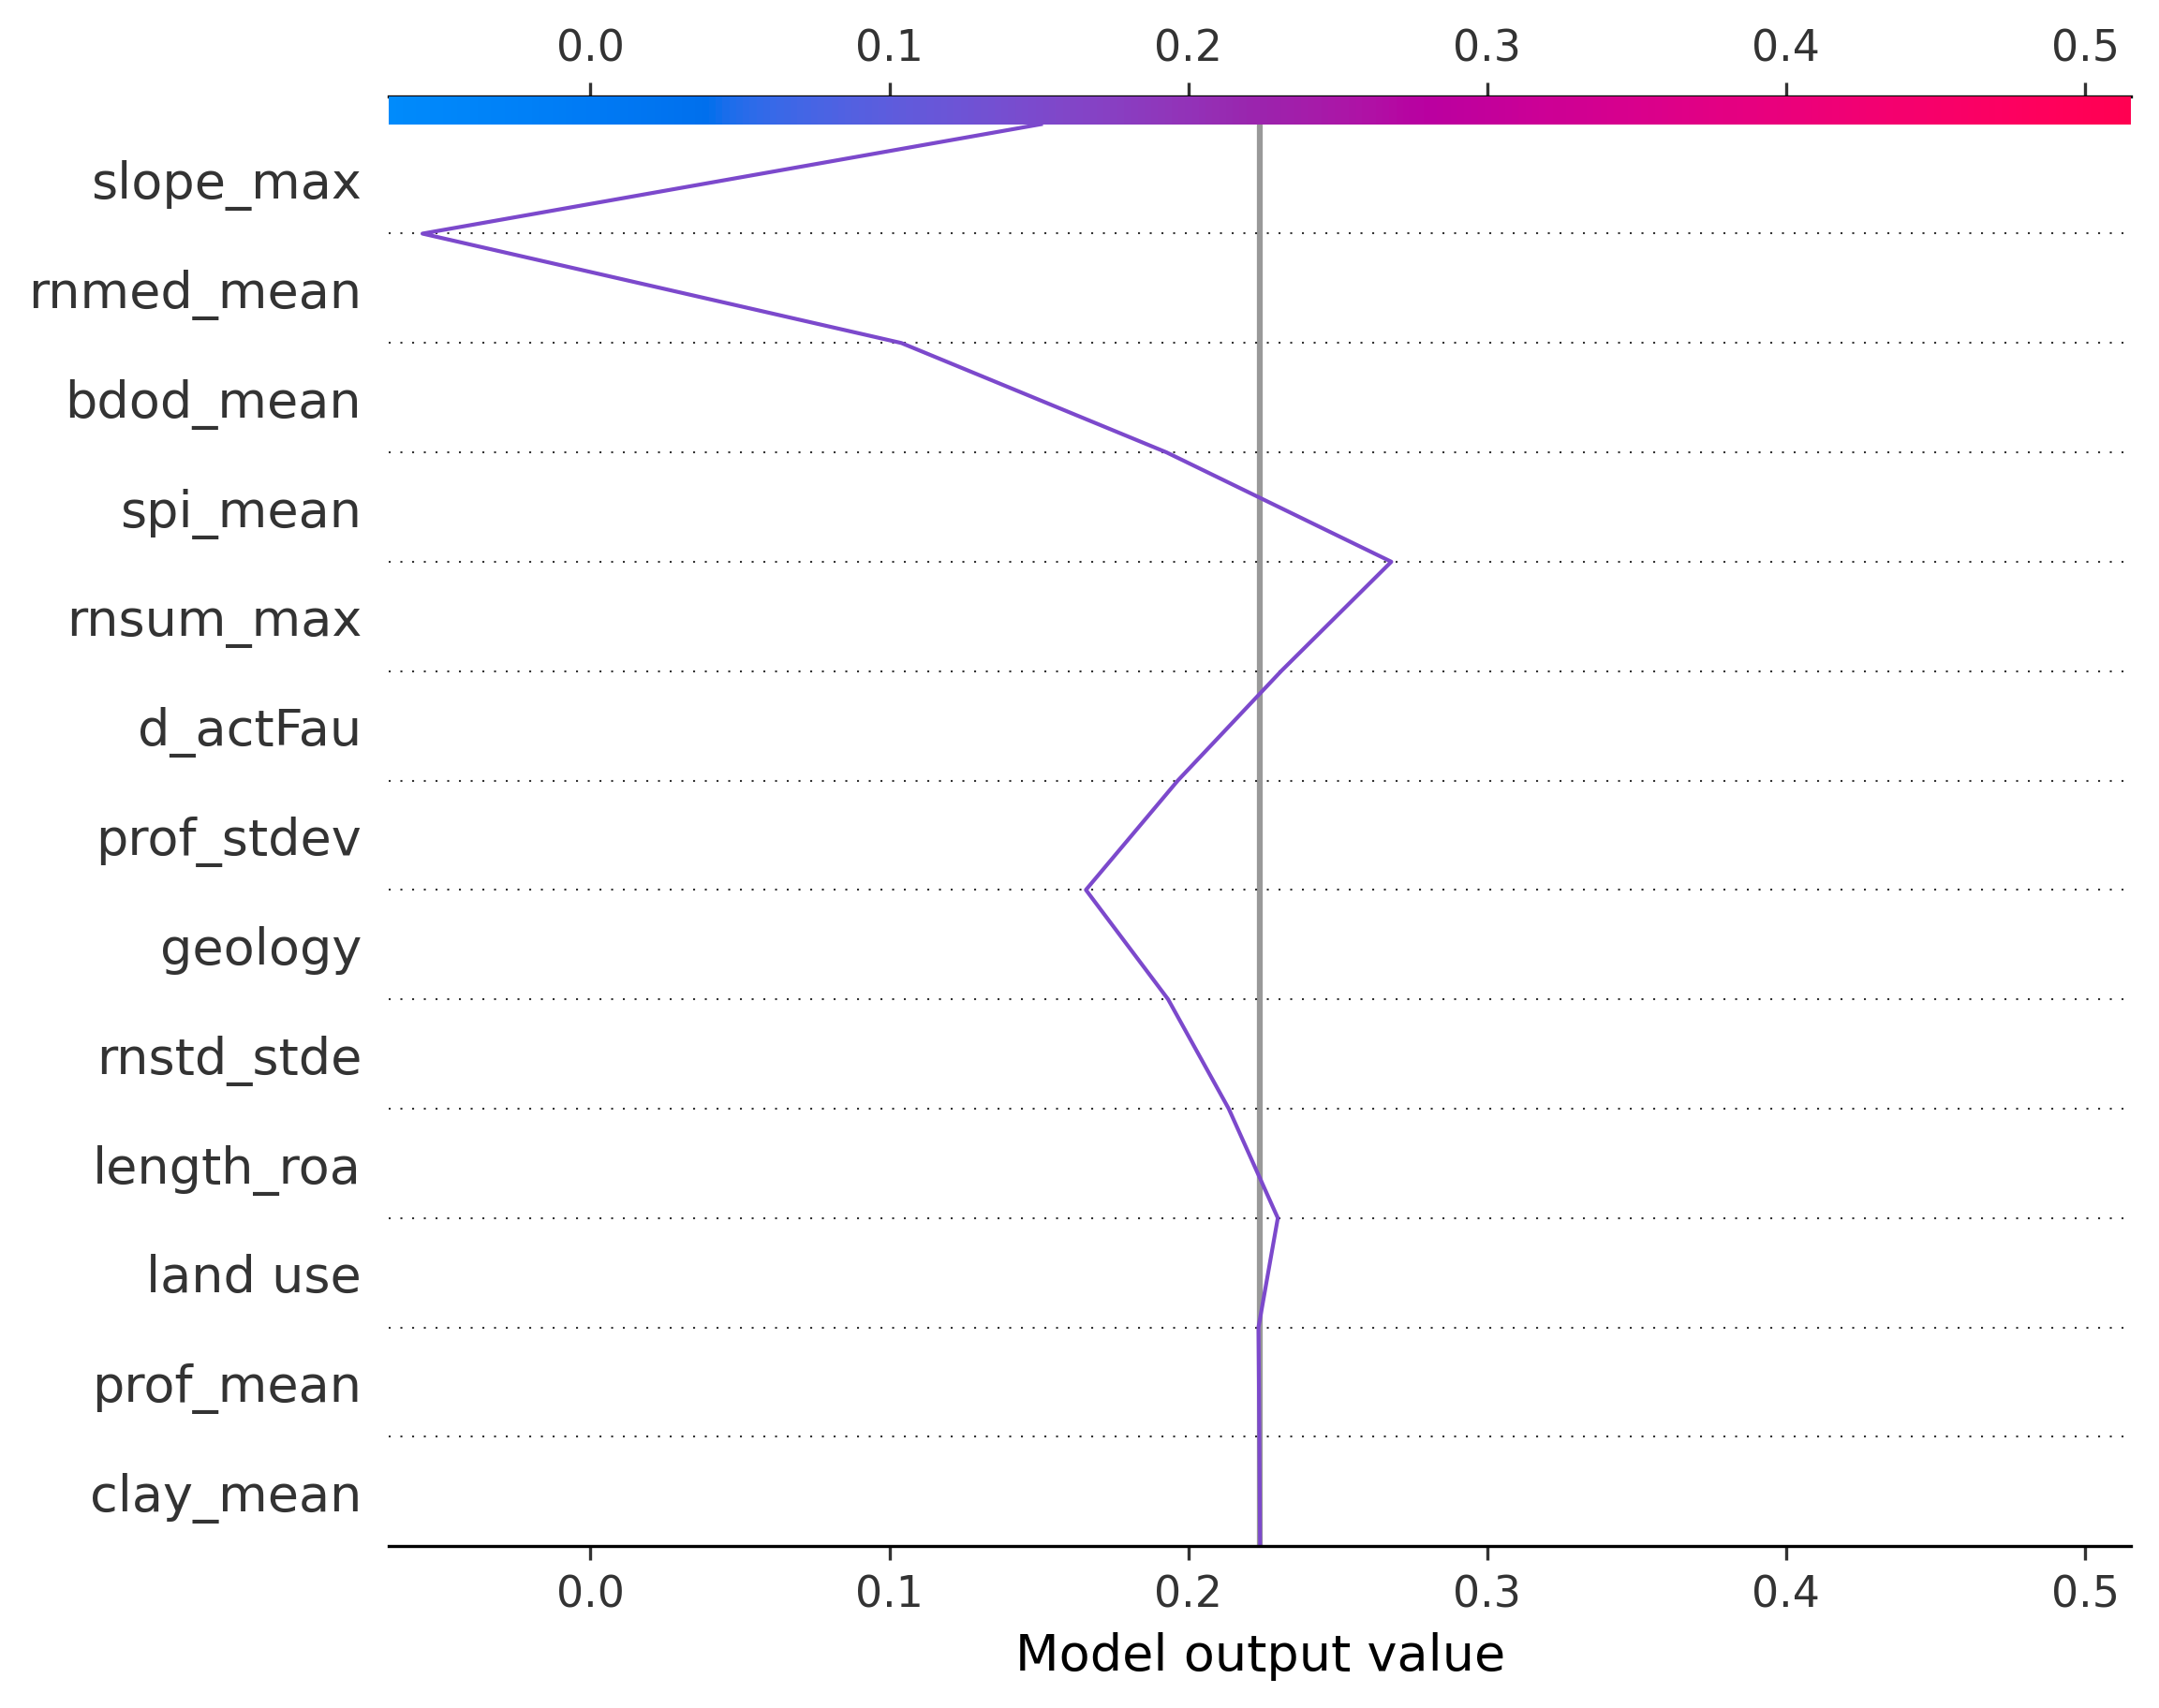 0.0 0.1 0.2 0.3 0.4 0.5
slope_max
rnmed_mean
bdod_mean
spi_mean
rnsum_max
d_actFau
prof_stdev
geology
rnstd_stde
length_roa
land use
prof_mean
clay_mean
0.0 0.1 0.2 0.3 0.4 0.5
Model output value